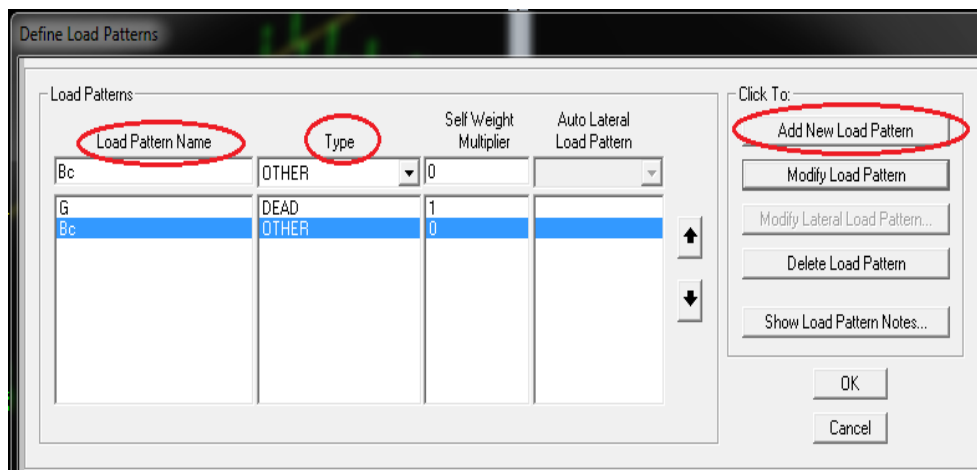 Define Load Patterns
Load Patterns
Click To:
Load Pattern Name
Type
Self Weight
Multiplier
Auto Lateral
Load Pattern
Bc
OTHER
0
G
DEAD
1
Bc
OTHER
0
Add New Load Pattern
Modify Load Pattern
Modify Lateral Load Pattern...
Delete Load Pattern
Show Load Pattern Notes...
OK
Cancel